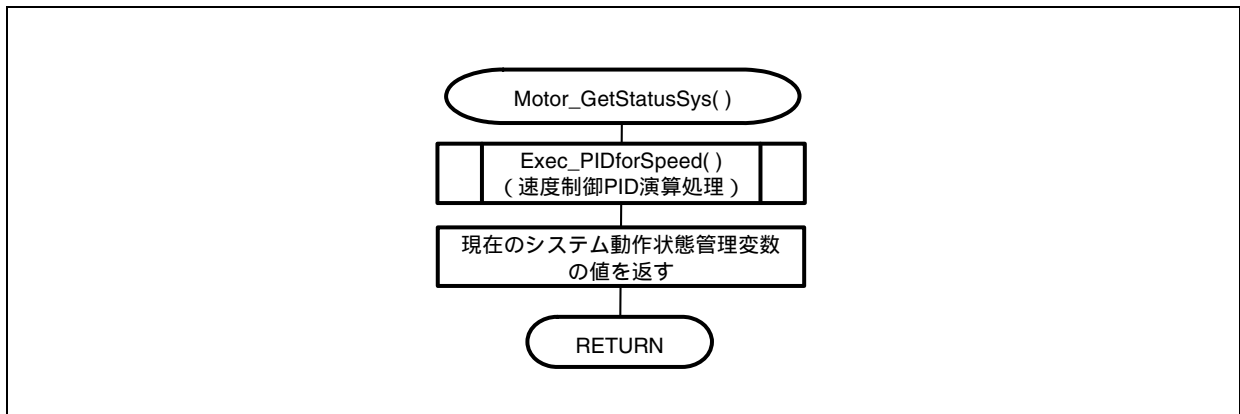 Motor_GetStatusSys( )
Exec_PIDforSpeed( )
（速度制御PID演算処理）
現在のシステム動作状態管理変数
の値を返す
RETURN